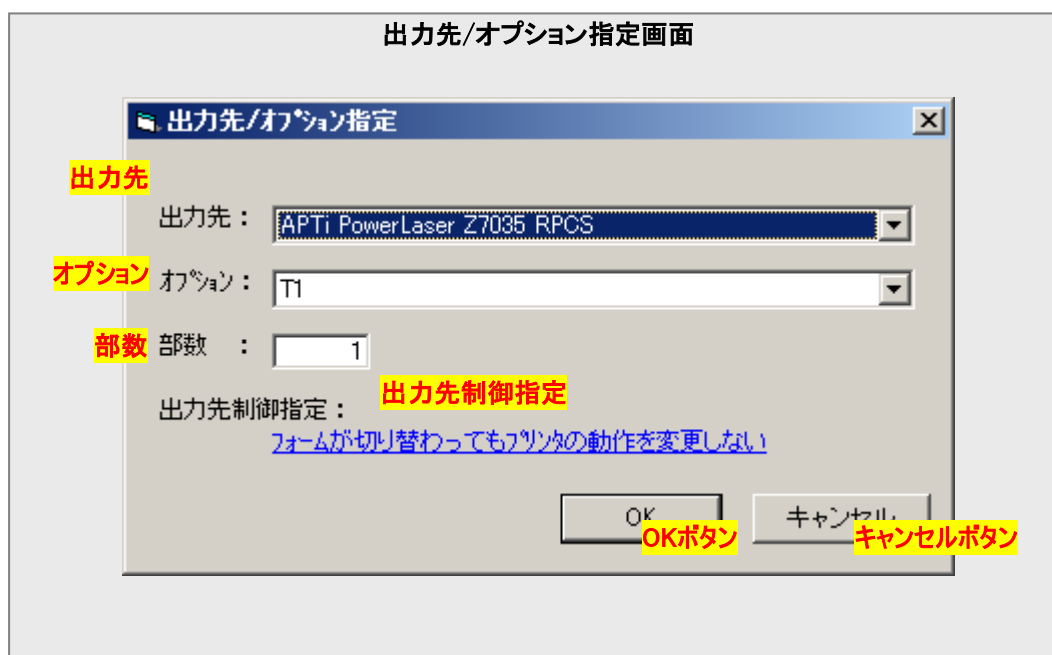 出力先/オプション指定画面
出力先/ｵﾌﾟｼｮﾝ指定
出力先
出力先： APTi PowerLaser Z7035 RPCS
オプション
ｵﾌﾟｼｮﾝ： T1
部数
部数 ： 1
出力先制御指定
出力先制御指定：
ﾌｫｰﾑが切り替わってもﾌﾟﾘﾝﾀの動作を変更しない
OK キャンセル
OKボタン キャンセルボタン